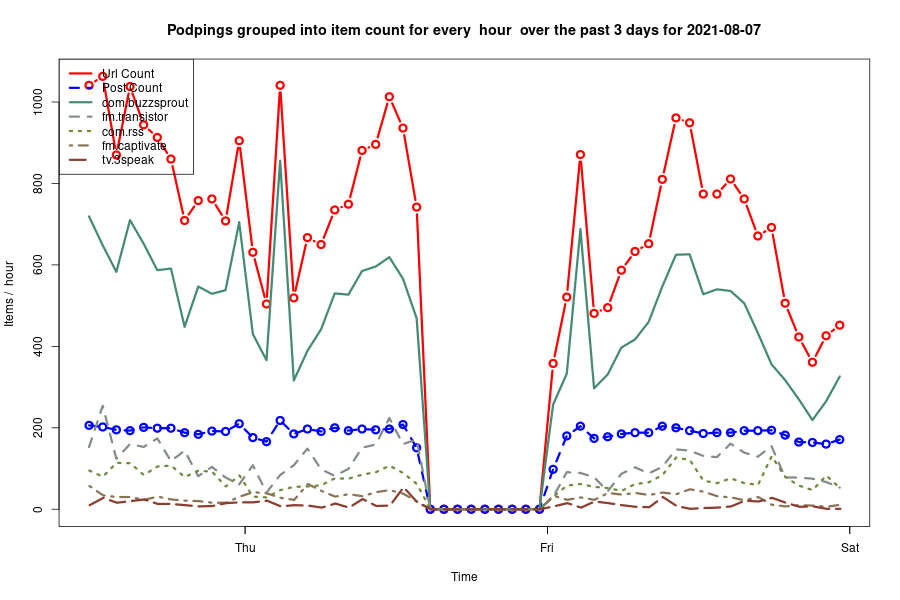 Podpings grouped into item count for every  hour  over the past 3 days for 2021-08-07
Url Count
Post Count
com.buzzsprout
fm.transistor
com.rss
fm.captivate
tv.3speak
Items /  hour
1000
800
600
400
200
0
Thu
Fri
Sat
Time